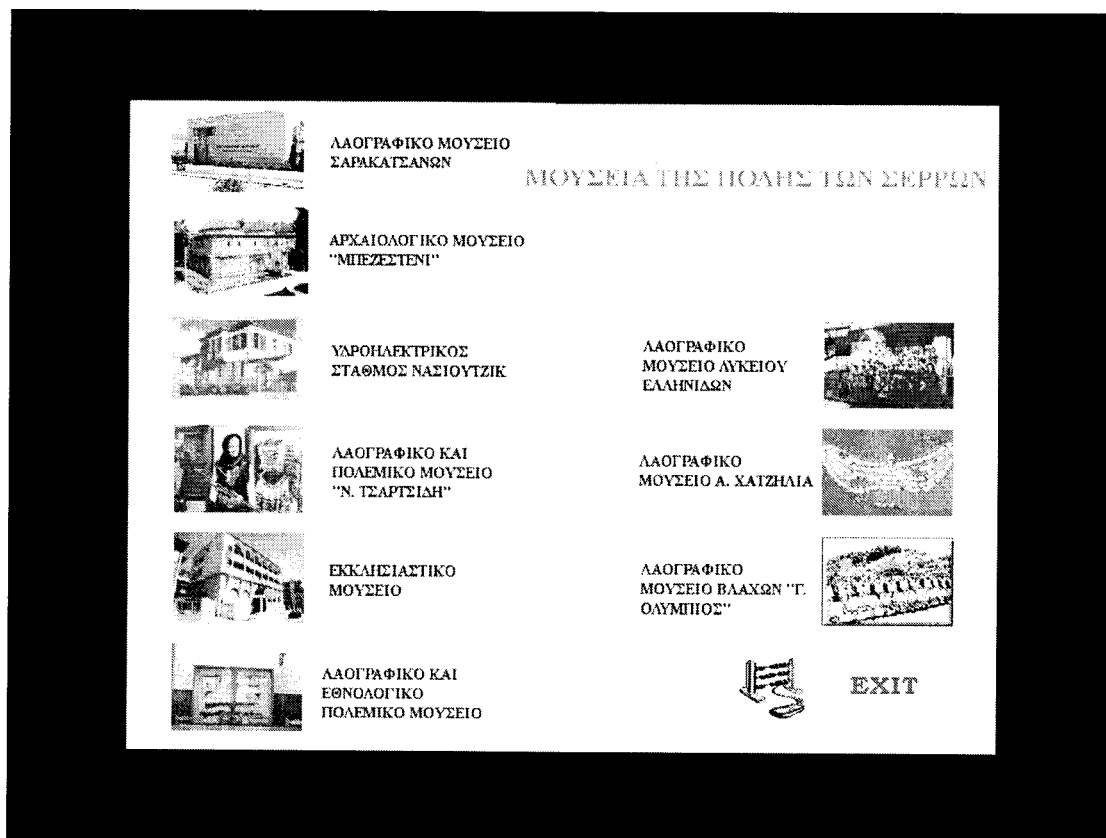 ΛΑΟΓΡΑΦΙΚΟ ΜΟΥΣΕΙΟ
ΣΑΡΑΚΑΤΣΑΝΩΝ
ΜΟΥΣΕΙΑ ΤΗΣ ΠΟΛΗΣ ΤΩΝ ΣΕΡΡΩΝ
ΑΡΧΑΙΟΛΟΓΙΚΟ ΜΟΥΣΕΙΟ
"ΜΠΕΖΕΣΤΕΝΙ"
ΥΔΡΟΗΛΕΚΤΡΙΚΟΣ
ΣΤΑΘΜΟΣ ΝΑΣΙΟΥΤΖΙΚ
ΛΑΟΓΡΑΦΙΚΟ ΚΑΙ
ΠΟΛΕΜΙΚΟ ΜΟΥΣΕΙΟ
"Ν. ΤΣΑΡΤΣΙΔΗ"
ΕΚΚΛΗΣΙΑΣΤΙΚΟ
ΜΟΥΣΕΙΟ
ΛΑΟΓΡΑΦΙΚΟ ΚΑΙ
ΕΘΝΟΛΟΓΙΚΟ
ΠΟΛΕΜΙΚΟ ΜΟΥΣΕΙΟ
ΛΑΟΓΡΑΦΙΚΟ
ΜΟΥΣΕΙΟ ΛΥΚΕΙΟΥ
ΕΛΛΗΝΙΔΩΝ
ΛΑΟΓΡΑΦΙΚΟ
ΜΟΥΣΕΙΟ Α. ΧΑΤΖΗΛΙΑ
ΛΑΟΓΡΑΦΙΚΟ
ΜΟΥΣΕΙΟ ΒΛΑΧΩΝ "Γ.
ΟΛΥΜΠΙΟΣ"
EXIT